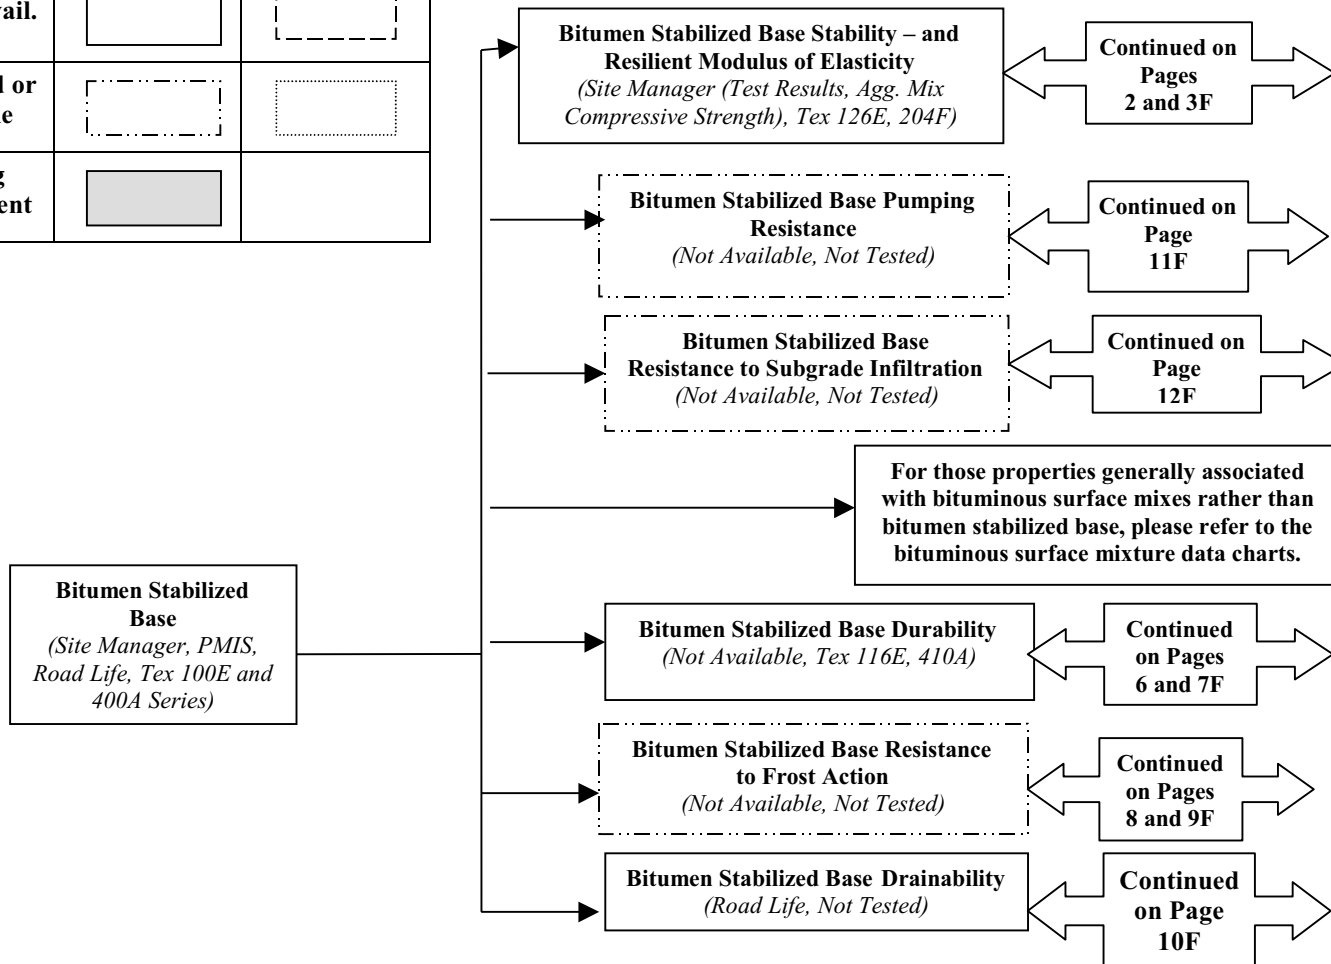 vail.
l or
e
g
ent
Bitumen Stabilized Base Stability – and
Resilient Modulus of Elasticity
(Site Manager (Test Results, Agg. Mix
Compressive Strength), Tex 126E, 204F)
Continued on
Pages
2 and 3F
Bitumen Stabilized Base Pumping
Resistance
(Not Available, Not Tested)
Continued on
Page
11F
Bitumen Stabilized Base
Resistance to Subgrade Infiltration
(Not Available, Not Tested)
Continued on
Page
12F
For those properties generally associated
with bituminous surface mixes rather than
bitumen stabilized base, please refer to the
bituminous surface mixture data charts.
Bitumen Stabilized
Base
(Site Manager, PMIS,
Road Life, Tex 100E and
400A Series)
Bitumen Stabilized Base Durability
(Not Available, Tex 116E, 410A)
Continued
on Pages
6 and 7F
Bitumen Stabilized Base Resistance
to Frost Action
(Not Available, Not Tested)
Continued
on Pages
8 and 9F
Bitumen Stabilized Base Drainability
(Road Life, Not Tested)
Continued
on Page
10F